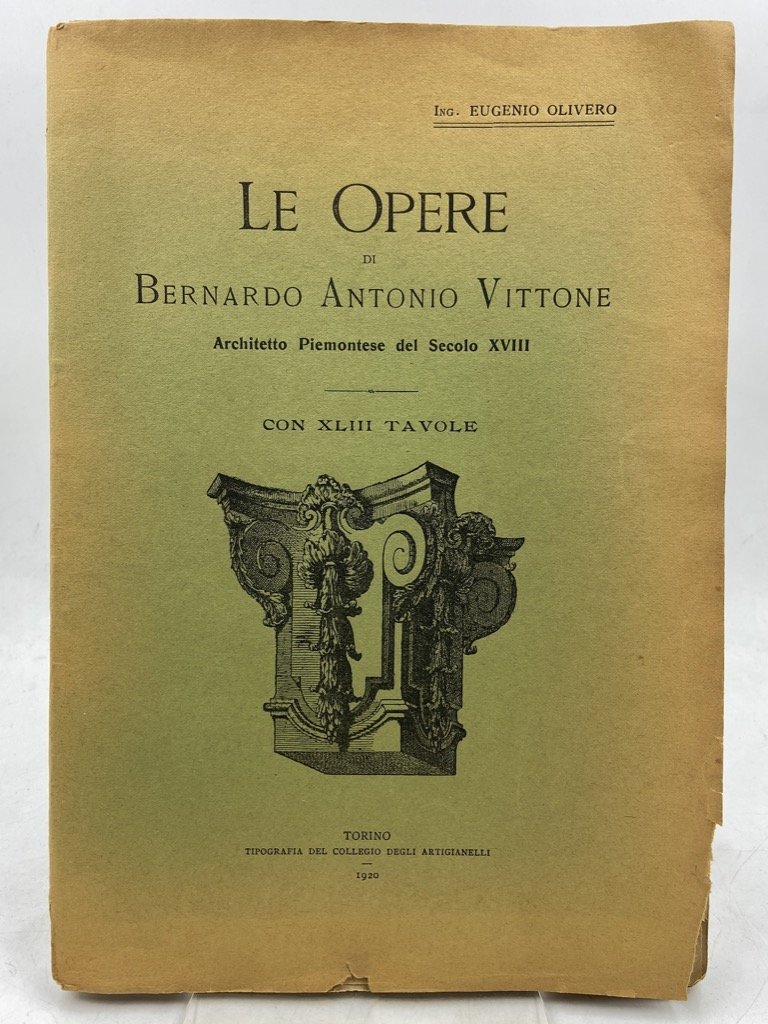 Ing. EUGENIO OLIVERO
LE OPERE
DI
BERNARDO ANTONIO VITTONE
Architetto Piemontese del Secolo XVIII
CON XLIII TAVOLE
TORINO
TIPOGRAFIA DEL COLLEGIO DEGLI ARTIGIANELLI
1920